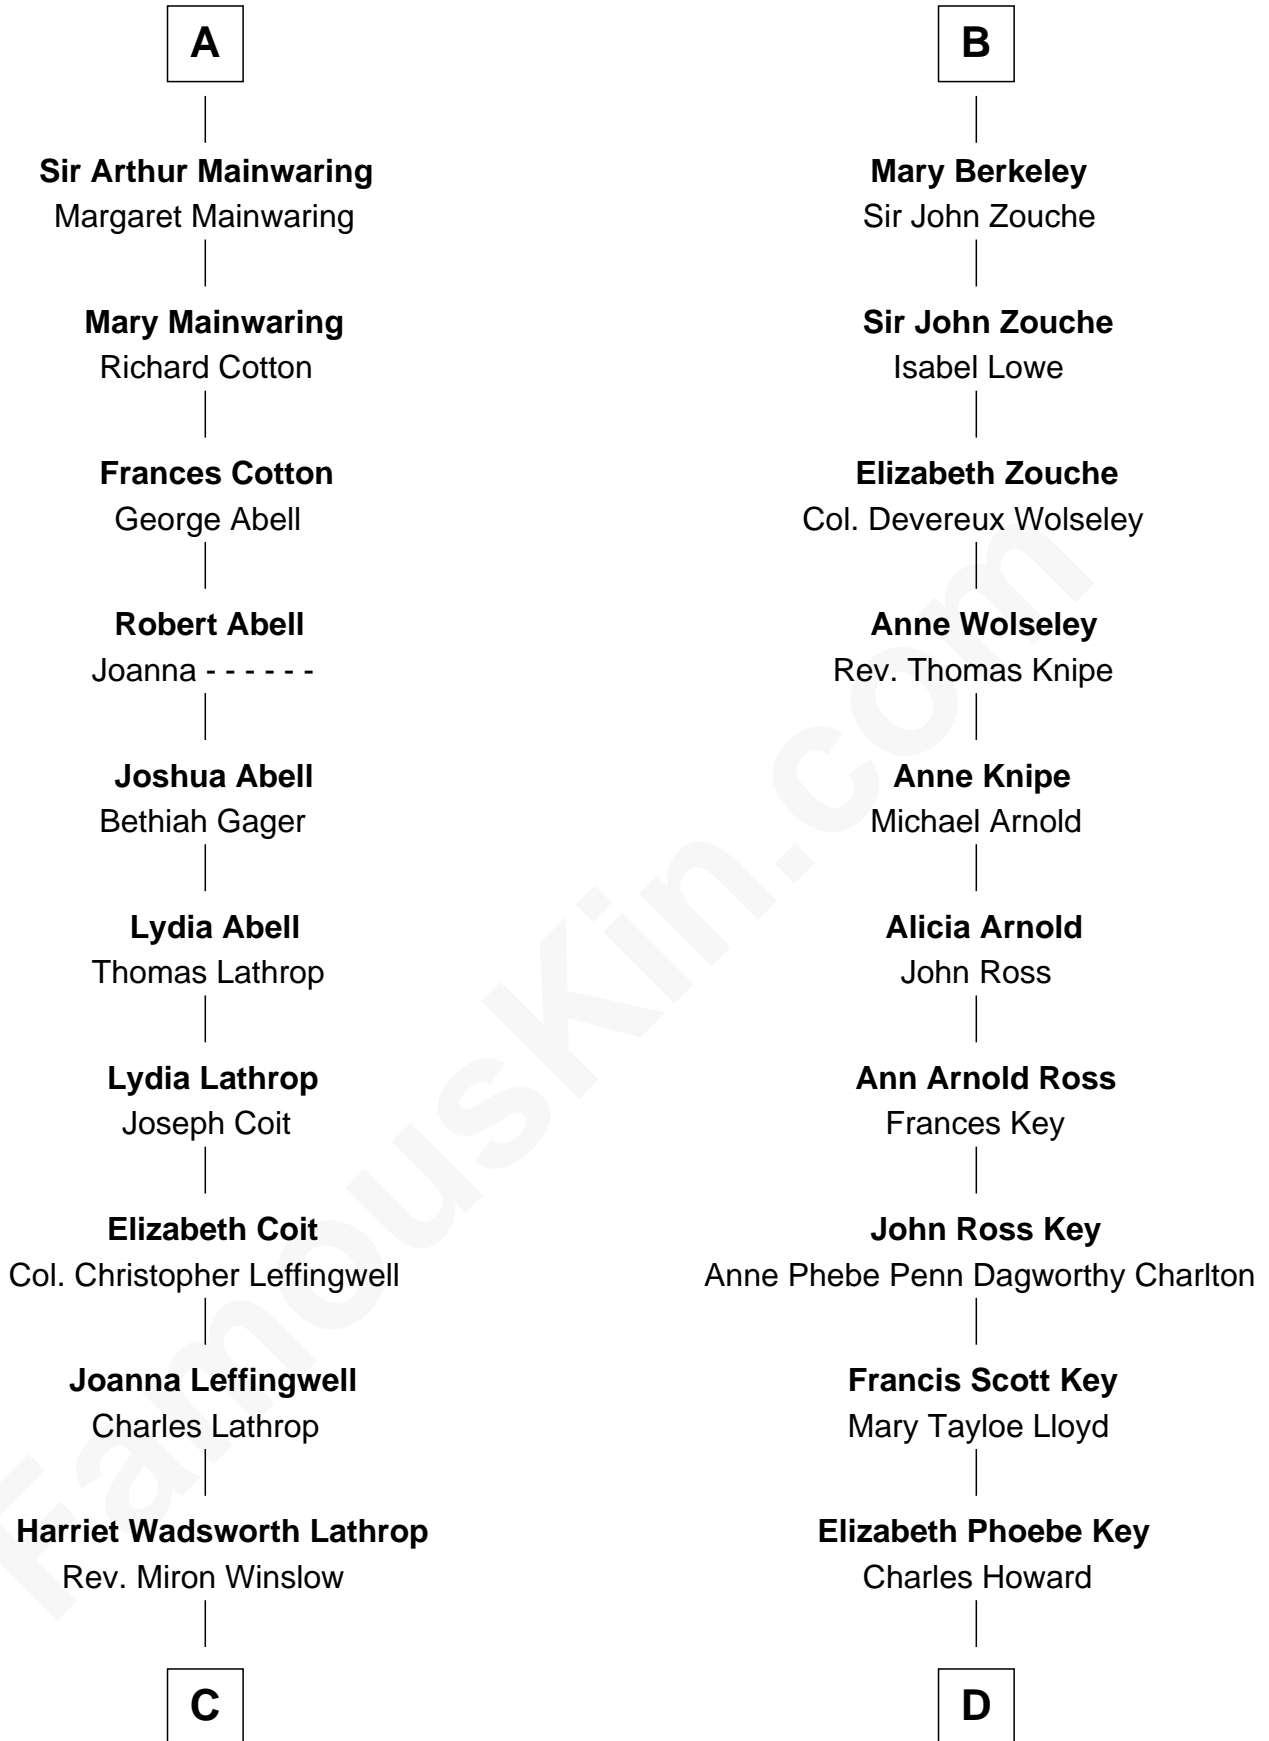 A
Sir Arthur Mainwaring
Margaret Mainwaring
Mary Mainwaring
Richard Cotton
Frances Cotton
George Abell
Robert Abell
Joanna - - - - - -
Joshua Abell
Bethiah Gager
Lydia Abell
Thomas Lathrop
Lydia Lathrop
Joseph Coit
Elizabeth Coit
Col. Christopher Leffingwell
Joanna Leffingwell
Charles Lathrop
Harriet Wadsworth Lathrop
Rev. Miron Winslow
C
B
Mary Berkeley
Sir John Zouche
Sir John Zouche
Isabel Lowe
Elizabeth Zouche
Col. Devereux Wolseley
Anne Wolseley
Rev. Thomas Knipe
Anne Knipe
Michael Arnold
Alicia Arnold
John Ross
Ann Arnold Ross
Frances Key
John Ross Key
Anne Phebe Penn Dagworthy Charlton
Francis Scott Key
Mary Tayloe Lloyd
Elizabeth Phoebe Key
Charles Howard
D
FamousKin.com